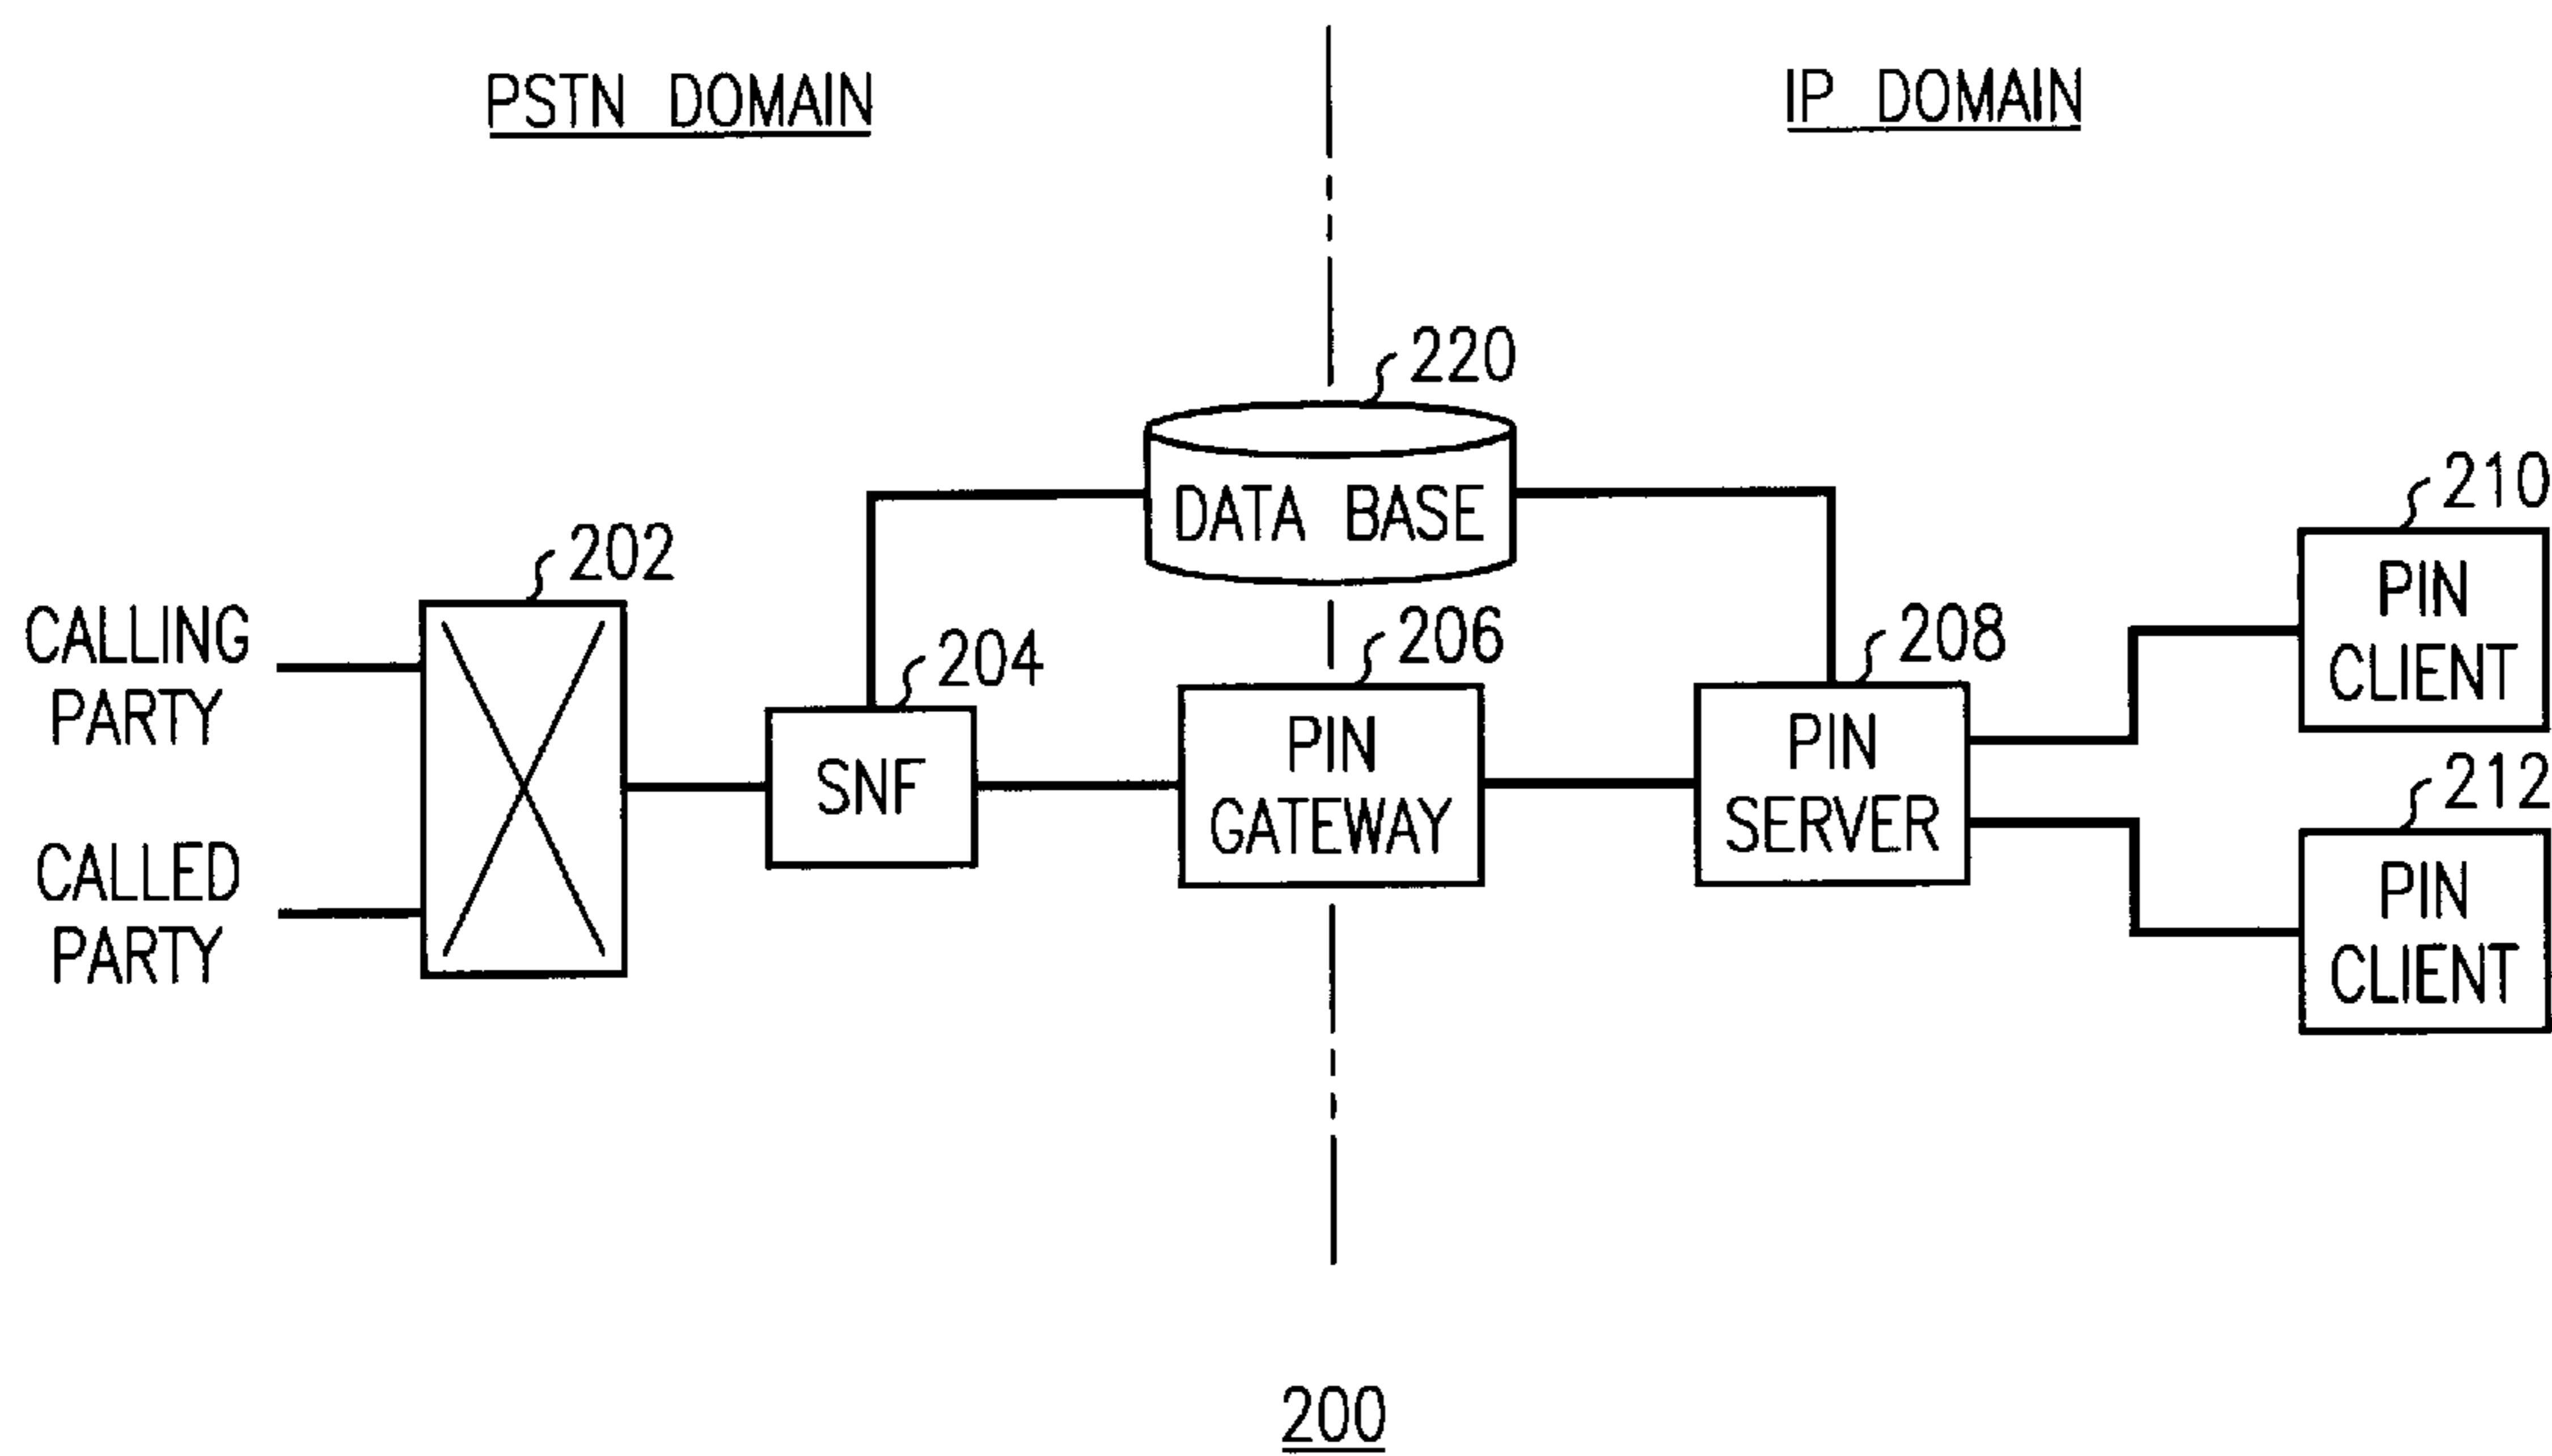 PSTN DOMAIN
IP DOMAIN
220
DATA BASE
202
CALLING
PARTY
CALLED
PARTY
204
SNF
206
PIN
GATEWAY
208
PIN
SERVER
210
PIN
CLIENT
212
PIN
CLIENT
200